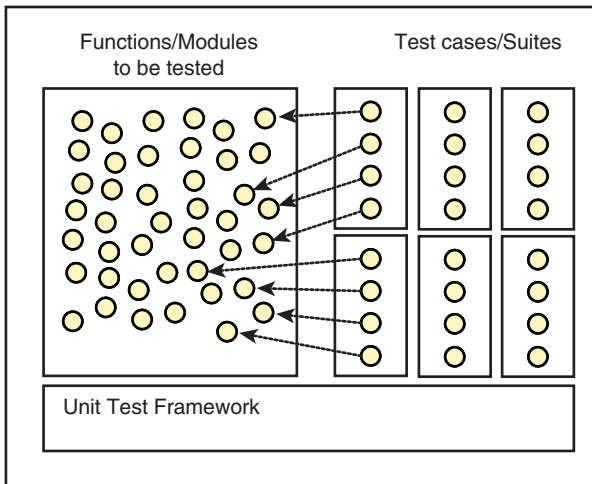 Functions/Modules
to be tested
Test cases/Suites
Unit Test Framework